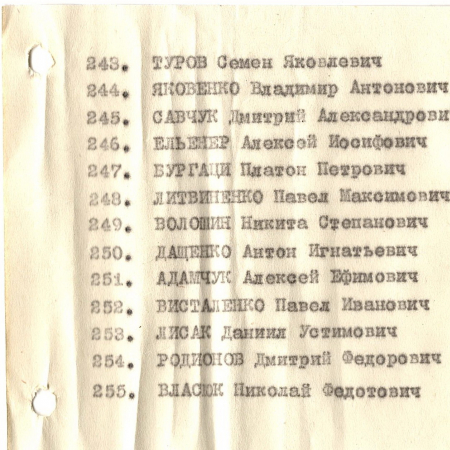 243. ТУРОВ Семен Яковлевич
244. ЯКОВЕНКО Владимир Антонович
245. САВЧУК Дмитрий Александрови
246. ЕЛЬЕНЕР Алексей Иосифович
247. БУРГАЦИ Платон Петрович
248. ЛИТВИНЕНКО Павел Максимович
249. ВОЛОШИН Никита Степанович
250. ДАЩЕНКО Антон Игнатьевич
251. АДАМЧУК Алексей Ефимович
252. ВИСТАЛЕНКО Павел Иванович
253. ЛИСАК Даниил Устимович
254. РОДИОНОВ Дмитрий Федорович
255. ВЛАСЮК Николай Федотович